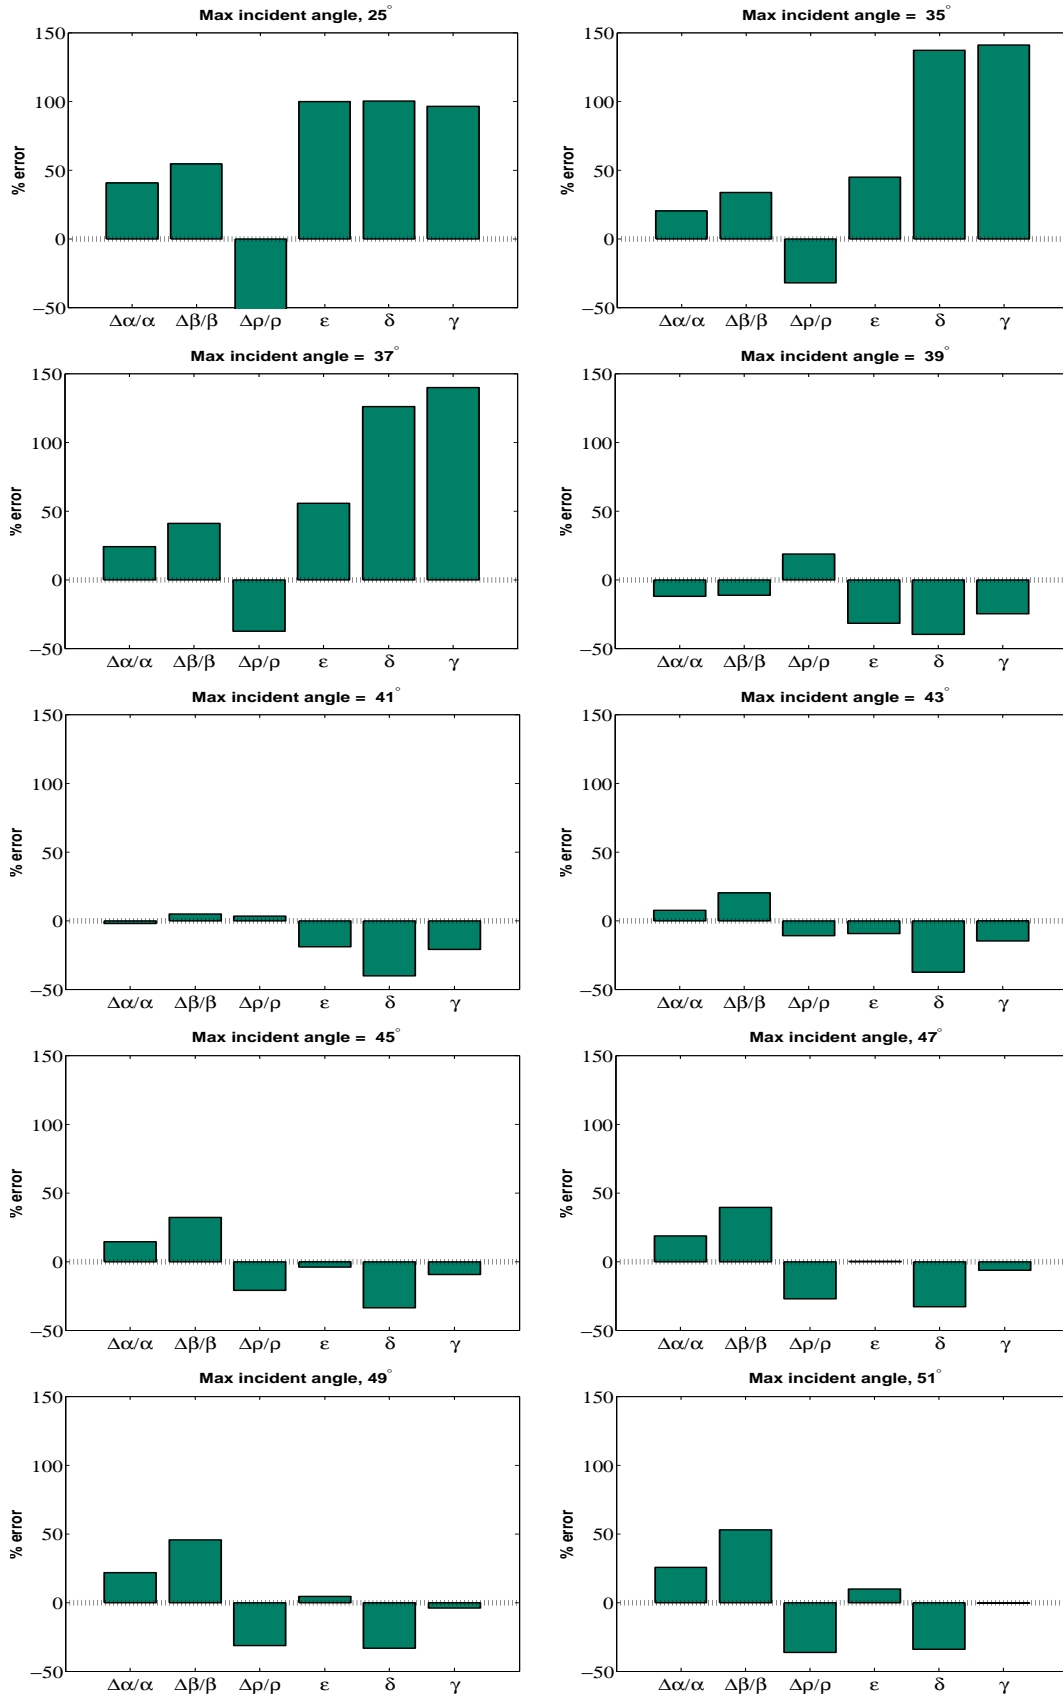 Max incident angle, 25°
150
100
50
0
−50
% error
Δα/α Δβ/β Δρ/ρ ε δ γ
Max incident angle = 35°
150
100
50
0
−50
% error
Δα/α Δβ/β Δρ/ρ ε δ γ
Max incident angle = 37°
150
100
50
0
−50
% error
Δα/α Δβ/β Δρ/ρ ε δ γ
Max incident angle = 39°
150
100
50
0
−50
% error
Δα/α Δβ/β Δρ/ρ ε δ γ
Max incident angle = 41°
150
100
50
0
−50
% error
Δα/α Δβ/β Δρ/ρ ε δ γ
Max incident angle = 43°
150
100
50
0
−50
% error
Δα/α Δβ/β Δρ/ρ ε δ γ
Max incident angle = 45°
150
100
50
0
−50
% error
Δα/α Δβ/β Δρ/ρ ε δ γ
Max incident angle, 47°
150
100
50
0
−50
% error
Δα/α Δβ/β Δρ/ρ ε δ γ
Max incident angle, 49°
150
100
50
0
−50
% error
Δα/α Δβ/β Δρ/ρ ε δ γ
Max incident angle, 51°
150
100
50
0
−50
% error
Δα/α Δβ/β Δρ/ρ ε δ γ